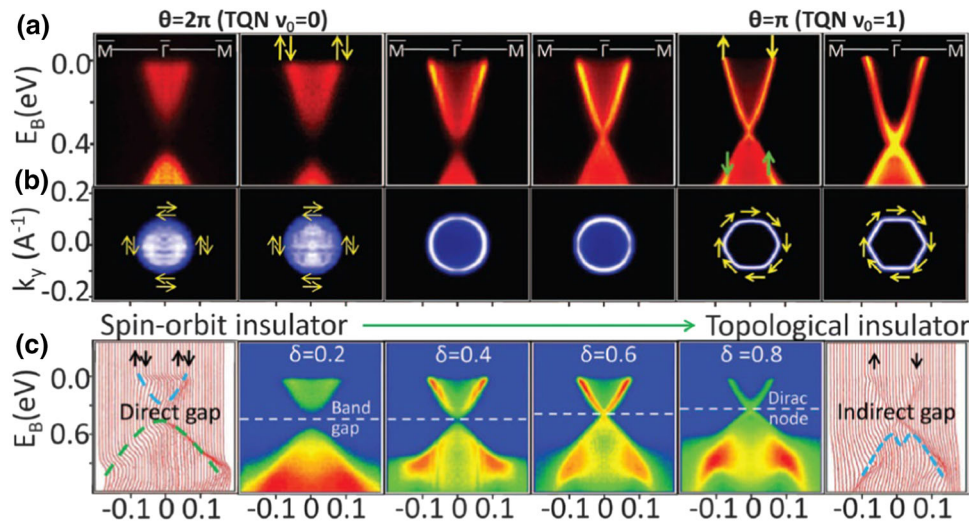 (a)
θ=2π (TQN ν₀=0)
θ=π (TQN ν₀=1)
M̅ Γ̅ M̅
M̅ Γ̅ M̅
M̅ Γ̅ M̅
M̅ Γ̅ M̅
M̅ Γ̅ M̅
M̅ Γ̅ M̅
E_B(eV)
0.0
0.4
(b)
k_y (A⁻¹)
0.2
0.0
-0.2
Spin-orbit insulator
Topological insulator
(c)
E_B(eV)
0.0
0.6
Direct gap
δ=0.2
Band
gap
δ=0.4
δ=0.6
δ=0.8
Dirac
node
Indirect gap
-0.1 0 0.1
-0.1 0 0.1
-0.1 0 0.1
-0.1 0 0.1
-0.1 0 0.1
-0.1 0 0.1